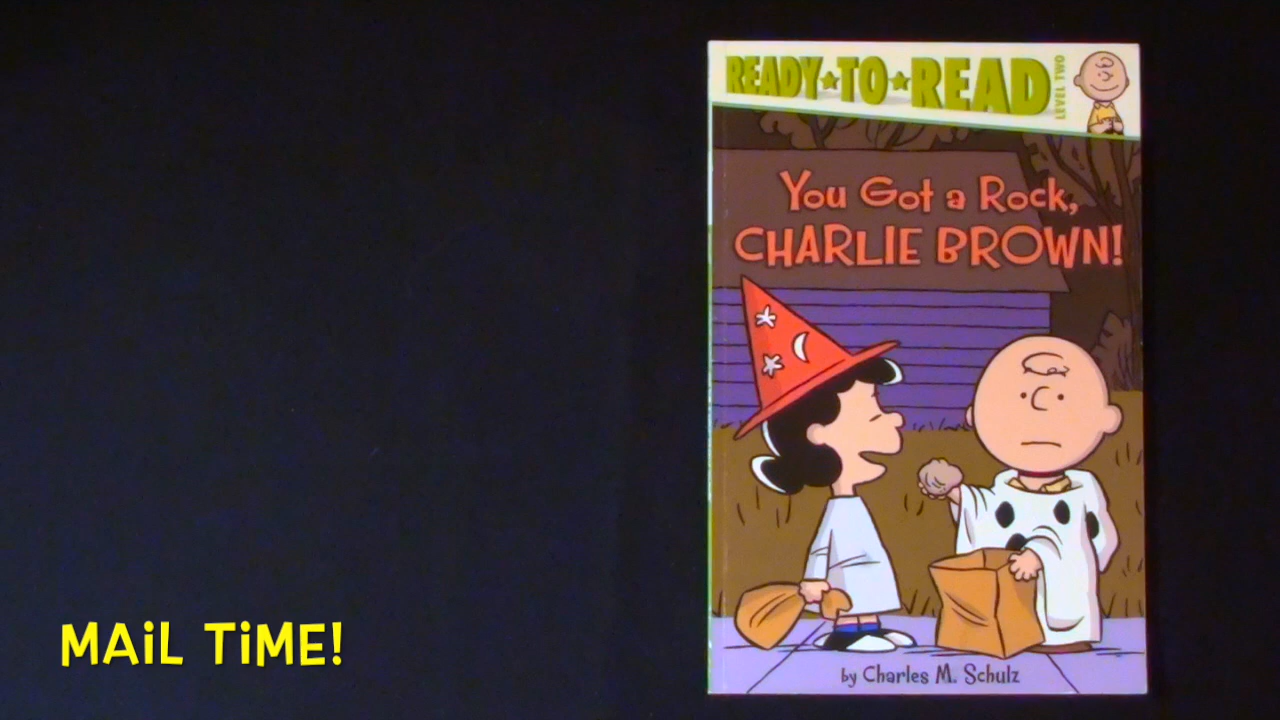 READY★TO★READ
LEVEL TWO
You Got a Rock,
CHARLIE BROWN!
by Charles M. Schulz
MAiL TiME!